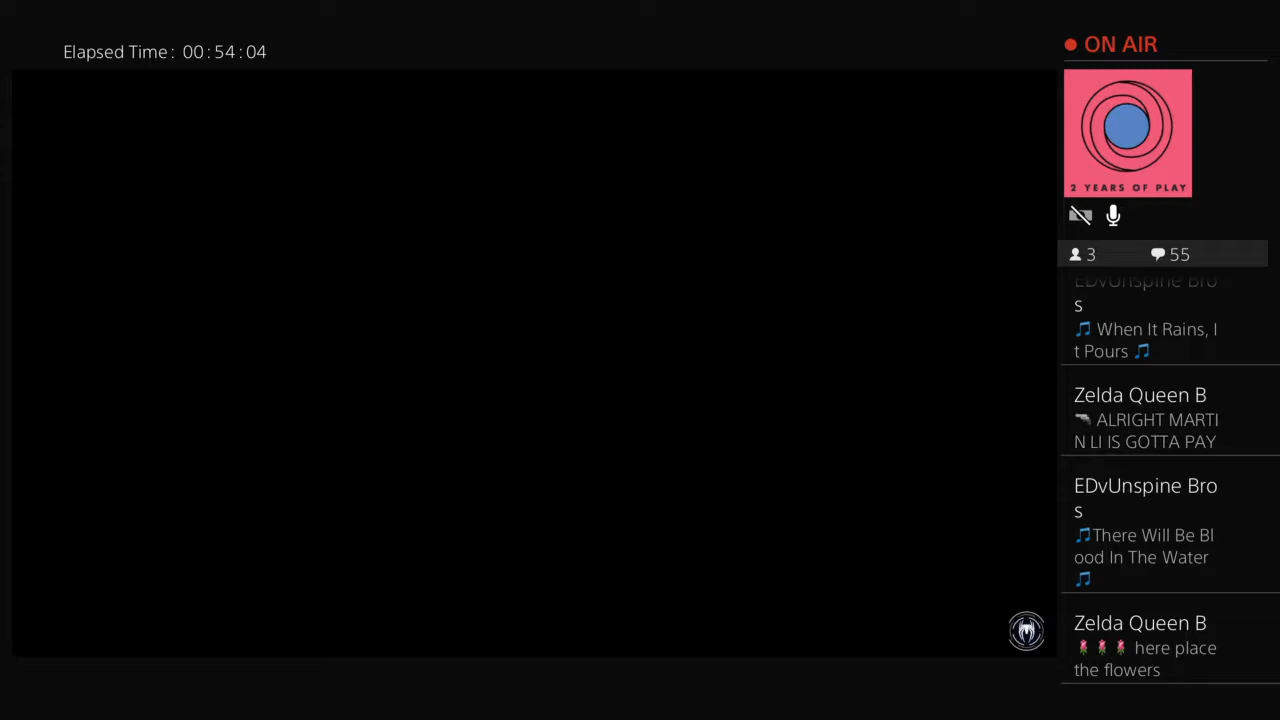 Elapsed Time: 00:54:04
ON AIR
2 YEARS OF PLAY
3 55
EDvUnspine Bro
s
🎵 When It Rains, I
t Pours 🎵
Zelda Queen B
🔫 ALRIGHT MARTI
N LI IS GOTTA PAY
EDvUnspine Bro
s
🎵There Will Be Bl
ood In The Water
🎵
Zelda Queen B
🌹🌹🌹 here place
the flowers